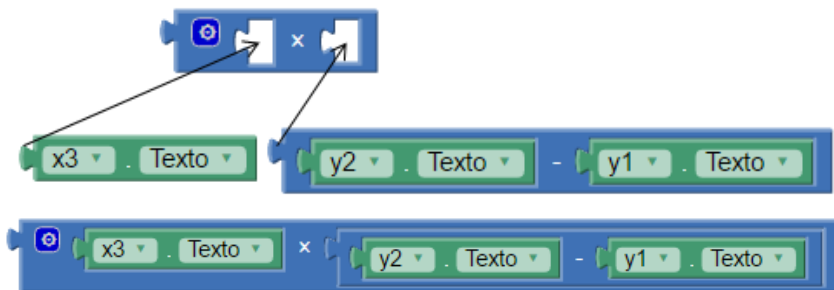 ×
x3 . Texto y2 . Texto - y1 . Texto
x3 . Texto × y2 . Texto - y1 . Texto